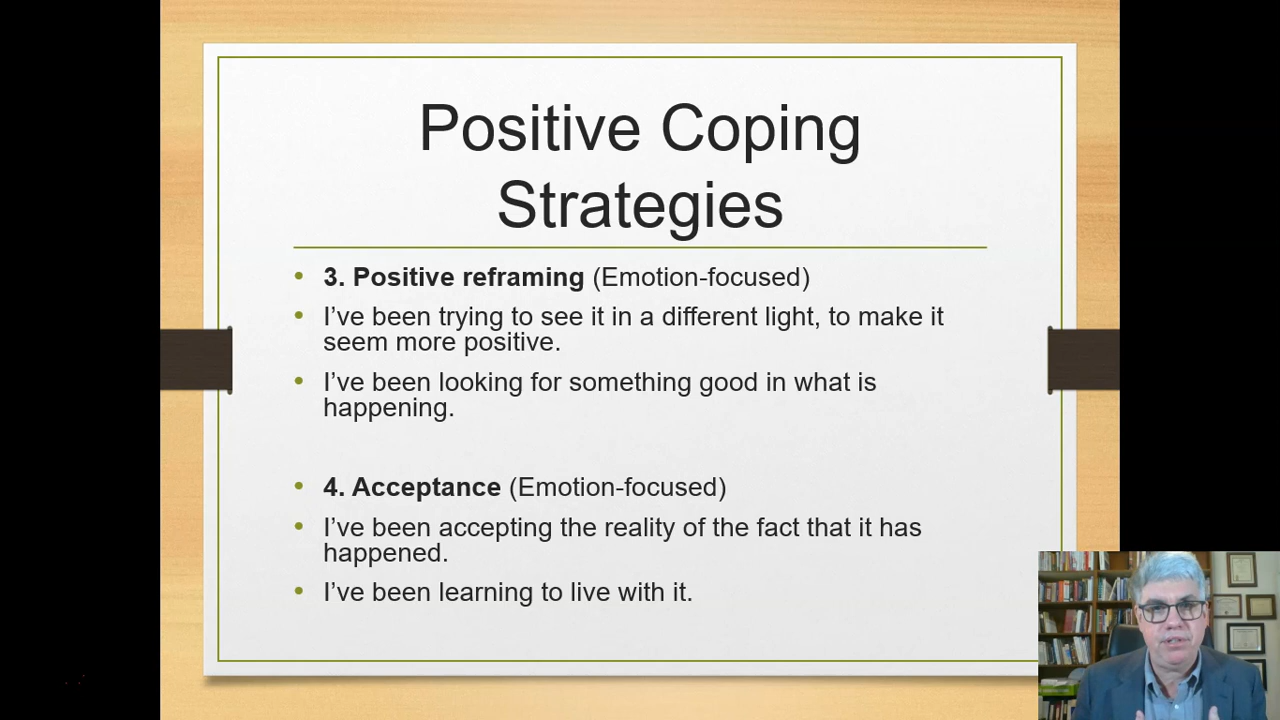 Positive Coping
Strategies
• 3. Positive reframing (Emotion-focused)
• I’ve been trying to see it in a different light, to make it
seem more positive.
• I’ve been looking for something good in what is
happening.
• 4. Acceptance (Emotion-focused)
• I’ve been accepting the reality of the fact that it has
happened.
• I’ve been learning to live with it.